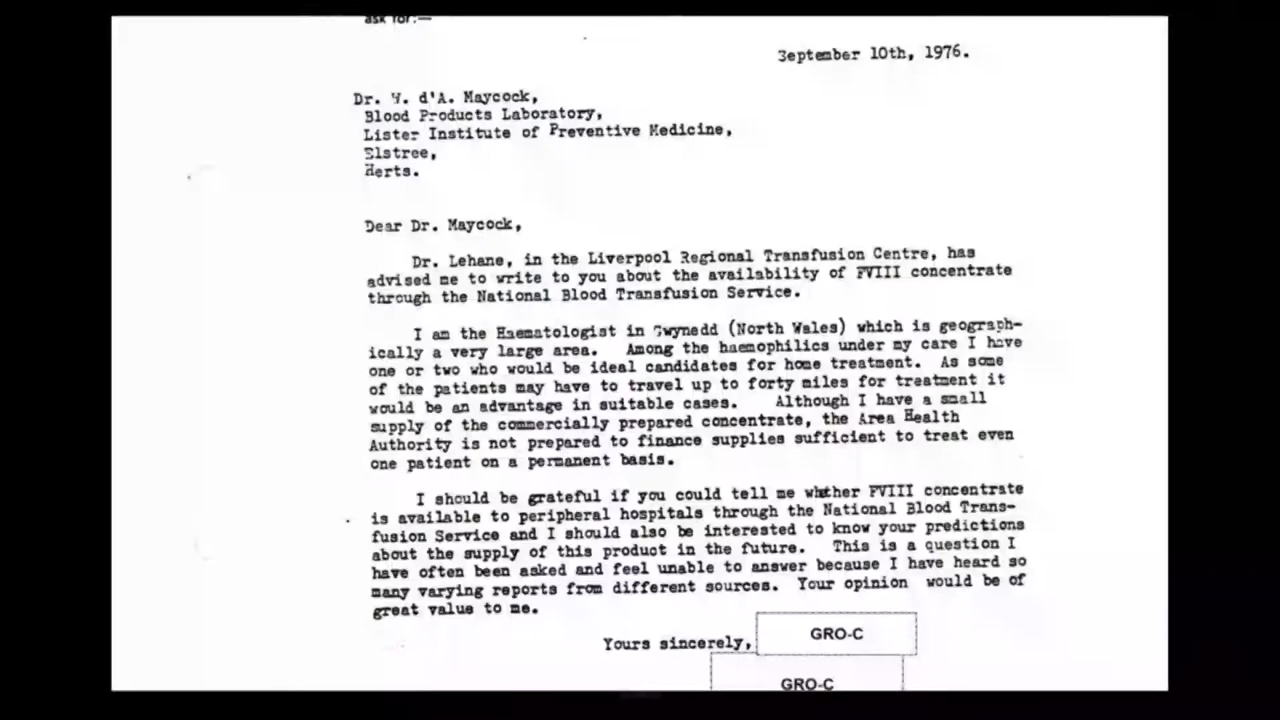 ask for:—
September 10th, 1976.
Dr. W. d'A. Maycock,
Blood Products Laboratory,
Lister Institute of Preventive Medicine,
Elstree,
Herts.
Dear Dr. Maycock,
Dr. Lehane, in the Liverpool Regional Transfusion Centre, has
advised me to write to you about the availability of FVIII concentrate
through the National Blood Transfusion Service.
I am the Haematologist in Gwynedd (North Wales) which is geograph-
ically a very large area. Among the haemophilics under my care I have
one or two who would be ideal candidates for home treatment. As some
of the patients may have to travel up to forty miles for treatment it
would be an advantage in suitable cases. Although I have a small
supply of the commercially prepared concentrate, the Area Health
Authority is not prepared to finance supplies sufficient to treat even
one patient on a permanent basis.
I should be grateful if you could tell me whether FVIII concentrate
is available to peripheral hospitals through the National Blood Trans-
fusion Service and I should also be interested to know your predictions
about the supply of this product in the future. This is a question I
have often been asked and feel unable to answer because I have heard so
many varying reports from different sources. Your opinion would be of
great value to me.
Yours sincerely,
GRO-C
GRO-C